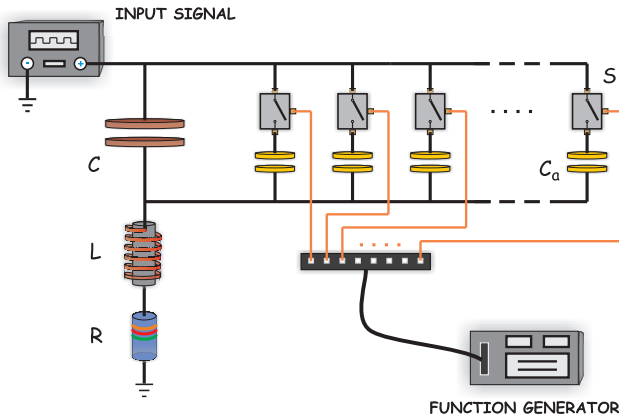 INPUT SIGNAL
- +
S
C
Cₐ
L
R
FUNCTION GENERATOR